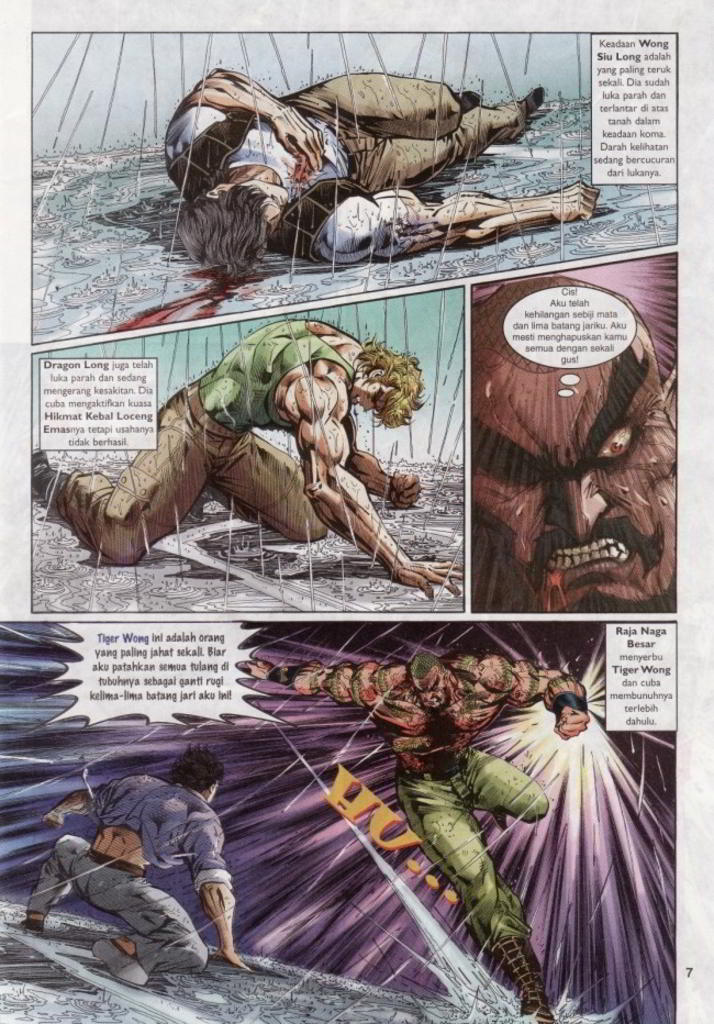 Keadaan Wong
Siu Long adalah
yang paling teruk
sekali. Dia sudah
luka parah dan
terlantar di atas
tanah dalam
keadaan koma.
Darah kelihatan
sedang bercucuran
dari lukanya.
Dragon Long juga telah
luka parah dan sedang
mengerang kesakitan. Dia
cuba mengaktifkan kuasa
Hikmat Kebal Loceng
Emasnya tetapi usahanya
tidak berhasil.
Cis!
Aku telah
kehilangan sebiji mata
dan lima batang jariku. Aku
mesti menghapuskan kamu
semua dengan sekali
gus!
Tiger Wong ini adalah orang
yang paling jahat sekali. Biar
aku patahkan semua tulang di
tubuhnya sebagai ganti rugi
kelima-lima batang jari aku ini!
Raja Naga
Besar
menyerbu
Tiger Wong
dan cuba
membunuhnya
terlebih
dahulu.
YU...
7